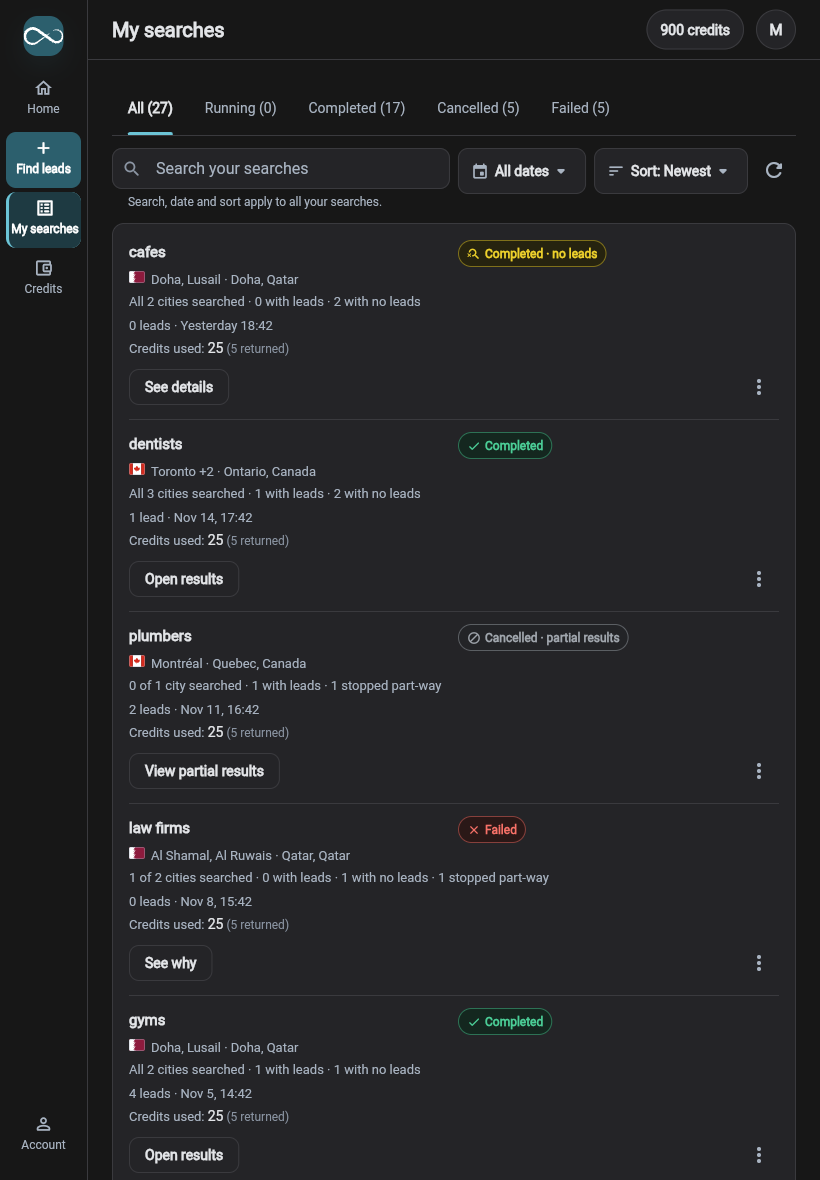 My searches
900 credits
M
Home
Find leads
My searches
Credits
Account
All (27)
Running (0)
Completed (17)
Cancelled (5)
Failed (5)
Search your searches
All dates
Sort: Newest
Search, date and sort apply to all your searches.
cafes
Completed · no leads
Doha, Lusail · Doha, Qatar
All 2 cities searched · 0 with leads · 2 with no leads
0 leads · Yesterday 18:42
Credits used: 25 (5 returned)
See details
dentists
Completed
Toronto +2 · Ontario, Canada
All 3 cities searched · 1 with leads · 2 with no leads
1 lead · Nov 14, 17:42
Credits used: 25 (5 returned)
Open results
plumbers
Cancelled · partial results
Montréal · Quebec, Canada
0 of 1 city searched · 1 with leads · 1 stopped part-way
2 leads · Nov 11, 16:42
Credits used: 25 (5 returned)
View partial results
law firms
Failed
Al Shamal, Al Ruwais · Qatar, Qatar
1 of 2 cities searched · 0 with leads · 1 with no leads · 1 stopped part-way
0 leads · Nov 8, 15:42
Credits used: 25 (5 returned)
See why
gyms
Completed
Doha, Lusail · Doha, Qatar
All 2 cities searched · 1 with leads · 1 with no leads
4 leads · Nov 5, 14:42
Credits used: 25 (5 returned)
Open results